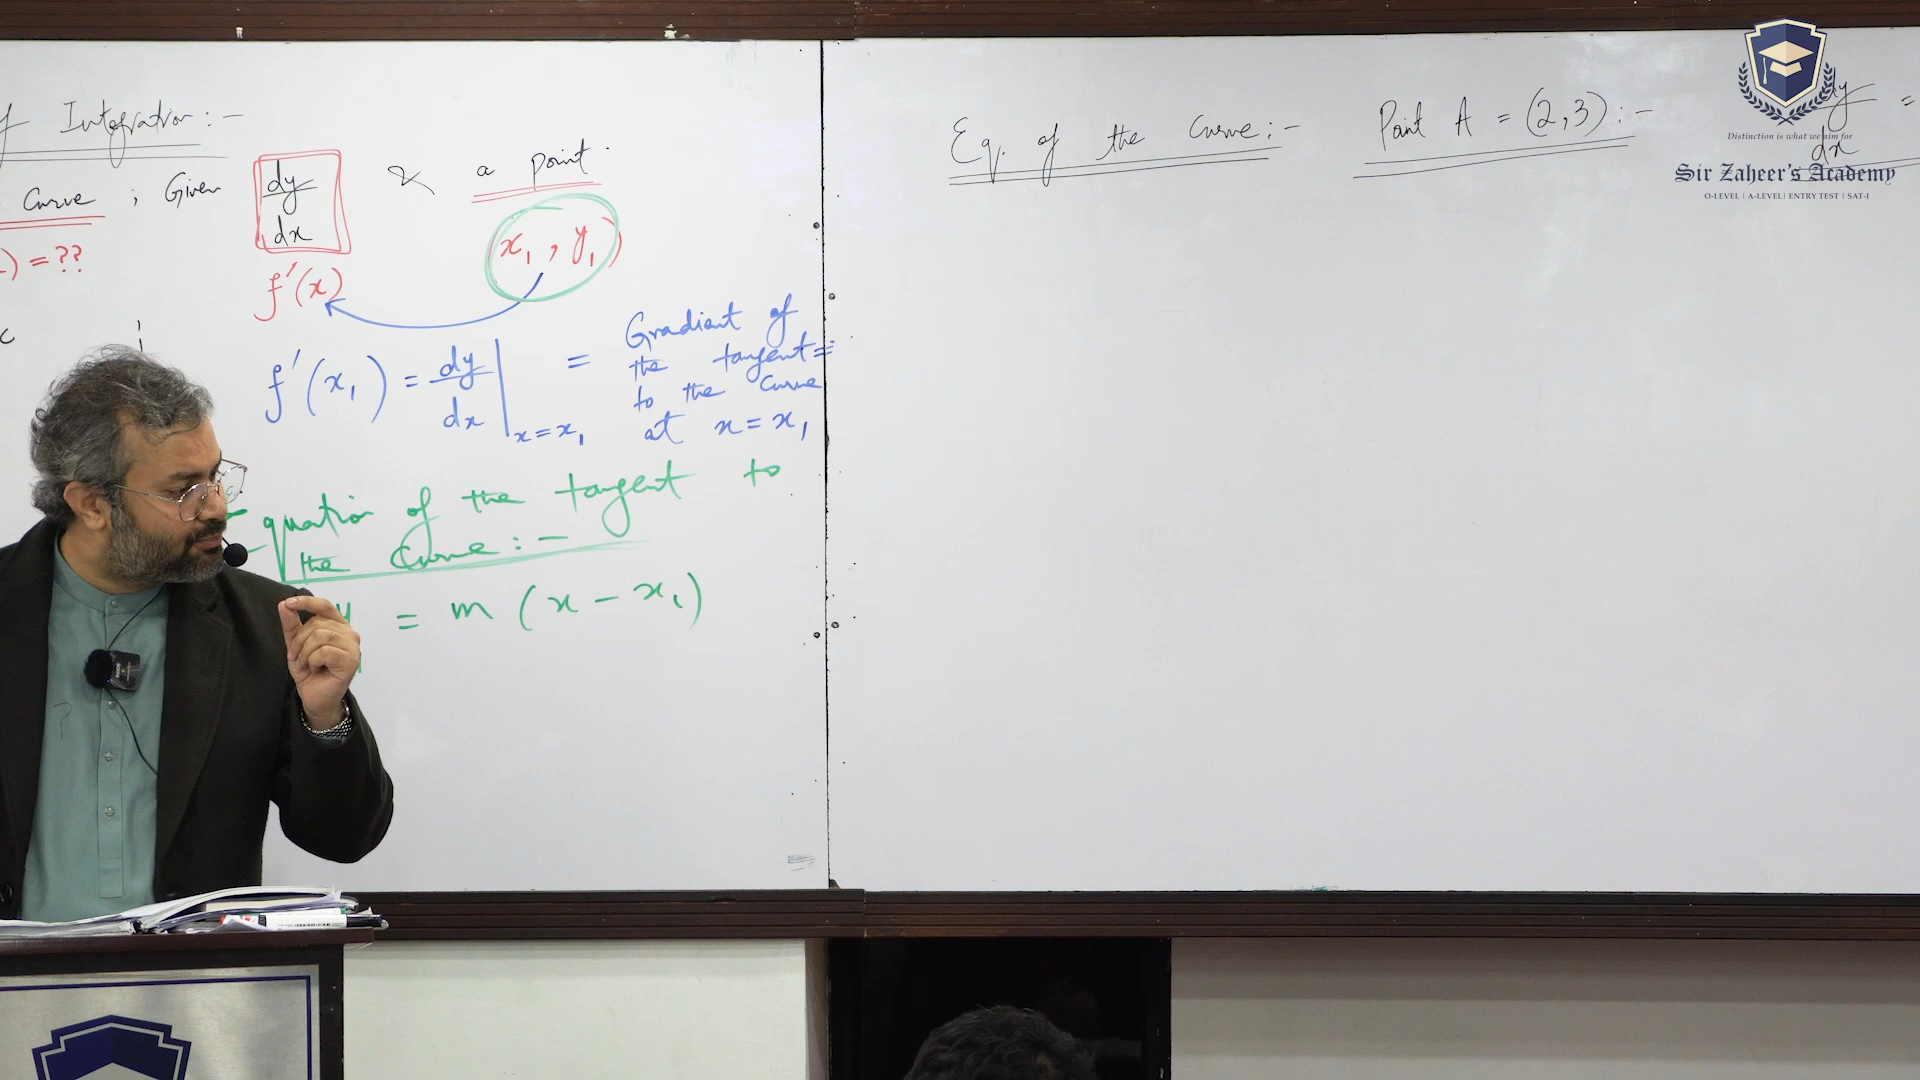 Integration :-
Curve ; Given dy/dx & a point.
) = ??
f'(x)
x₁, y₁)
c
f'(x₁) = dy/dx | x=x₁ = Gradient of
the tangent =
to the curve
at x = x₁
Equation of the tangent to
the Curve :-
y = m (x - x₁)
Eq. of the Curve :-
Point A = (2,3) :-
dy/dx =
Distinction is what we aim for
Sir Zaheer's Academy
O-LEVEL | A-LEVEL | ENTRY TEST | SAT-I